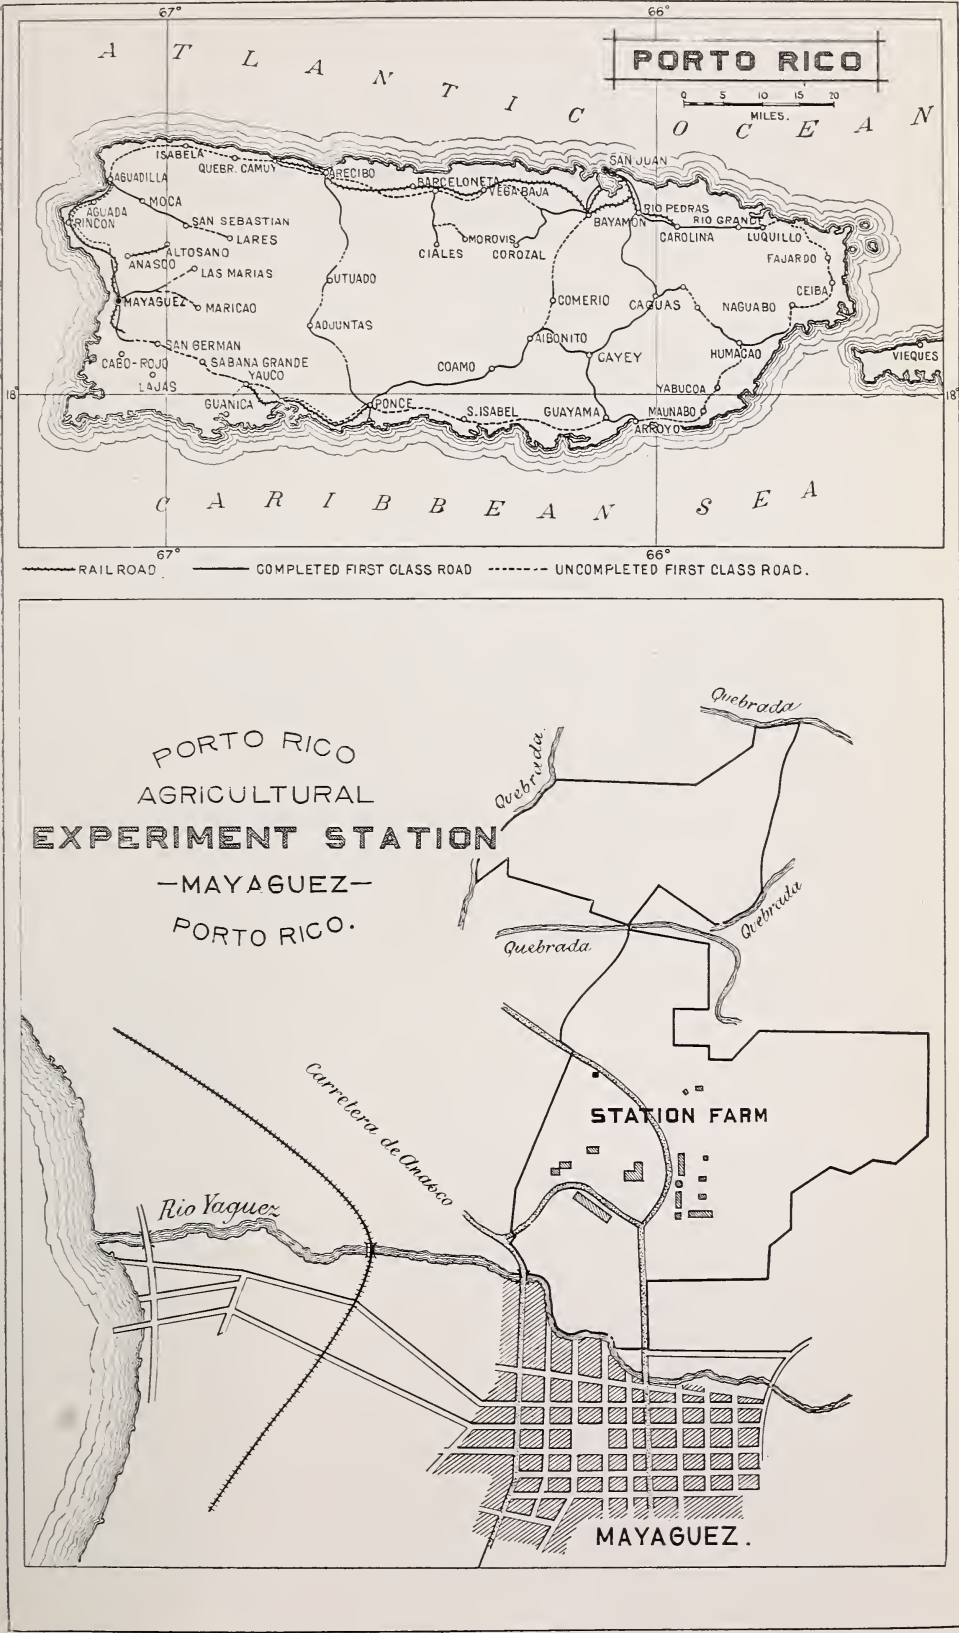 67° 66°
ATLANTIC OCEAN
PORTO RICO
0 5 10 15 20
MILES.
SAN JUAN
ISABELA
QUEBR. CAMUY
ARECIBO
AGUADILLA
BARCELONETA
VEGA BAJA
MOCA
RIO PEDRAS
AGUADA
RIO GRANDE
RINCON
SAN SEBASTIAN
BAYAMON
CAROLINA
LUQUILLO
LARES
MOROVIS
ALTOSANO
CIALES
COROZAL
FAJARDO
ANASCO
LAS MARIAS
UTUADO
CEIBA
MAYAGUEZ
MARICAO
COMERIO
CAGUAS
NAGUABO
ADJUNTAS
SAN GERMAN
AIBONITO
CAYEY
HUMACAO
VIEQUES
CABO-ROJO
SABANA GRANDE
COAMO
YAUCO
LAJAS
YABUCOA
18° 18°
GUANICA
PONCE
S. ISABEL
GUAYAMA
MAUNABO
ARROYO
CARIBBEAN SEA
67° 66°
RAILROAD. COMPLETED FIRST CLASS ROAD UNCOMPLETED FIRST CLASS ROAD.
Quebrada
PORTO RICO
AGRICULTURAL
EXPERIMENT STATION
—MAYAGUEZ—
PORTO RICO.
Quebrada
Quebrada
Quebrada
STATION FARM
Carretera de Anasco
Rio Yaguez
MAYAGUEZ.